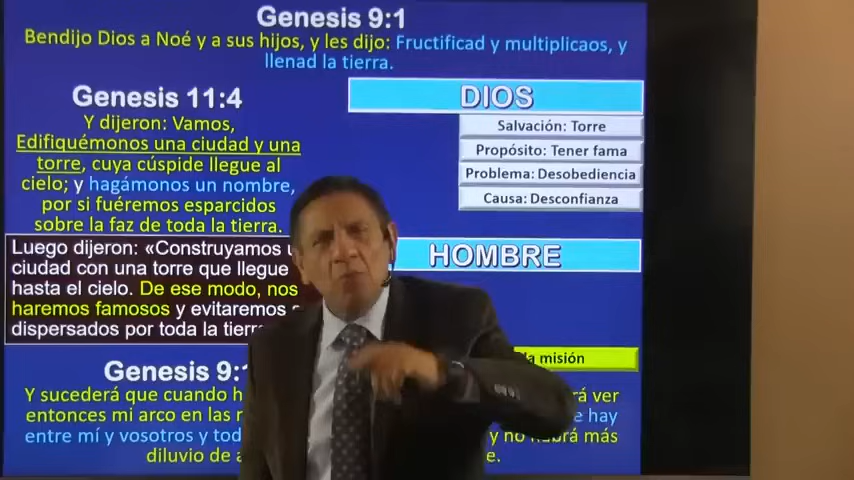 Genesis 9:1
Bendijo Dios a Noé y a sus hijos, y les dijo: Fructificad y multiplicaos, y
llenad la tierra.
Genesis 11:4
Y dijeron: Vamos,
Edifiquémonos una ciudad y una
torre, cuya cúspide llegue al
cielo; y hagámonos un nombre,
por si fuéremos esparcidos
sobre la faz de toda la tierra.
Luego dijeron: «Construyamos
ciudad con una torre que llegue
hasta el cielo. De ese modo, nos
haremos famosos y evitaremos
dispersados por toda la
DIOS
Salvación: Torre
Propósito: Tener fama
Problema: Desobediencia
Causa: Desconfianza
HOMBRE
la misión
Genesis 9:
Y sucederá que cuando ver
entonces mi arco en las hay
entre mí y vosotros y y no habrá más
diluvio de